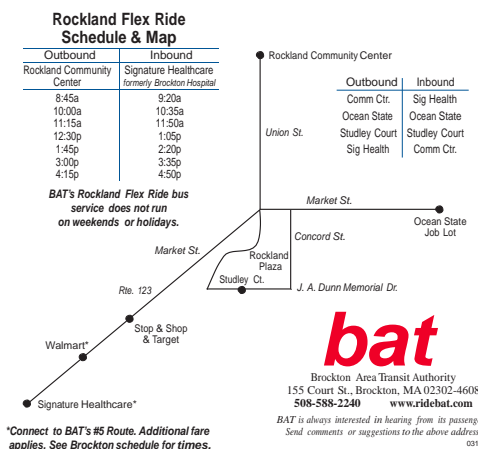 Rockland Flex Ride
Schedule & Map
Outbound Inbound
Rockland Community Signature Healthcare
Center formerly Brockton Hospital
8:45a 9:20a
10:00a 10:35a
11:15a 11:50a
12:30p 1:05p
1:45p 2:20p
3:00p 3:35p
4:15p 4:50p
BAT's Rockland Flex Ride bus
service does not run
on weekends or holidays.
Rockland Community Center
Outbound Inbound
Comm Ctr. Sig Health
Ocean State Ocean State
Studley Court Studley Court
Sig Health Comm Ctr.
Union St.
Market St.
Ocean State
Job Lot
Concord St.
Market St.
Rockland
Plaza
Studley Ct.
J. A. Dunn Memorial Dr.
Rte. 123
Stop & Shop
& Target
Walmart*
Signature Healthcare*
*Connect to BAT's #5 Route. Additional fare
applies. See Brockton schedule for times.
bat
Brockton Area Transit Authority
155 Court St., Brockton, MA 02302-4608
508-588-2240 www.ridebat.com
BAT is always interested in hearing from its passeng
Send comments or suggestions to the above address
031